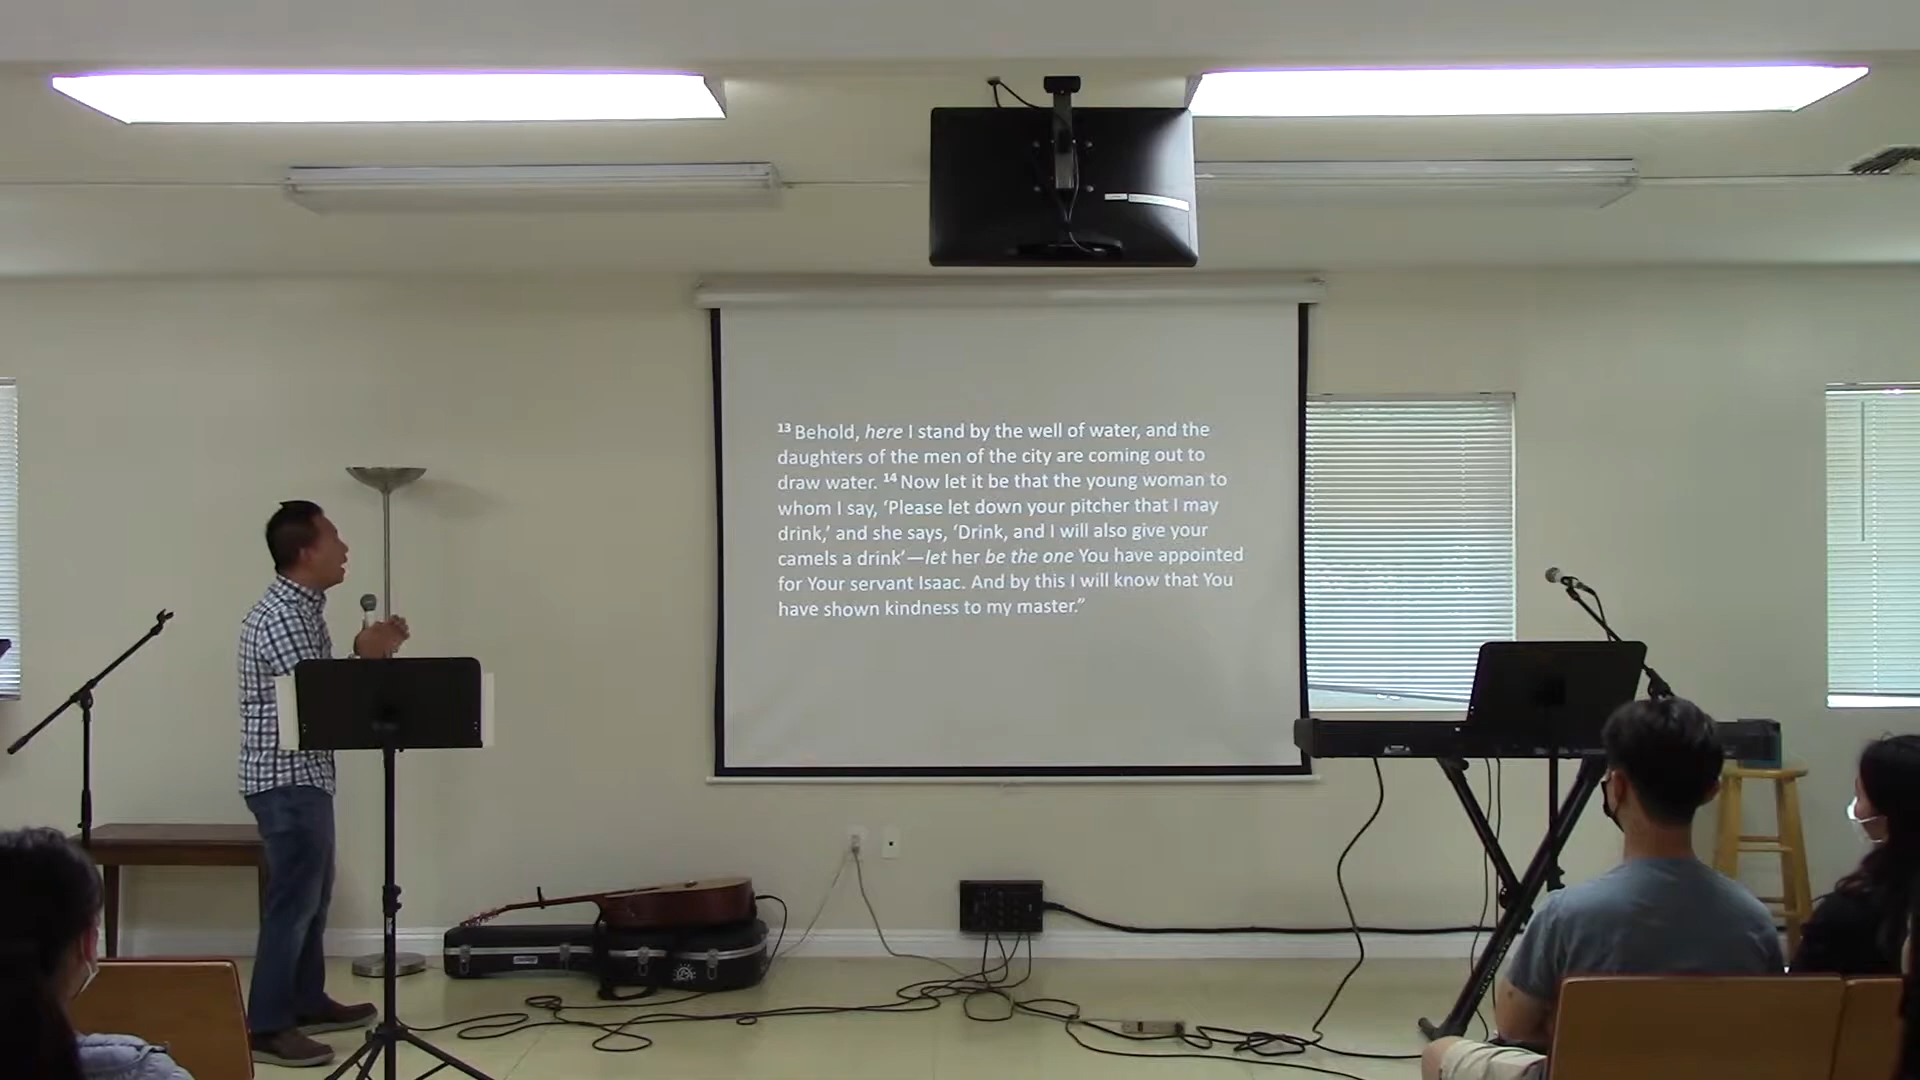 13 Behold, here I stand by the well of water, and the
daughters of the men of the city are coming out to
draw water. 14 Now let it be that the young woman to
whom I say, ‘Please let down your pitcher that I may
drink,’ and she says, ‘Drink, and I will also give your
camels a drink’—let her be the one You have appointed
for Your servant Isaac. And by this I will know that You
have shown kindness to my master.”